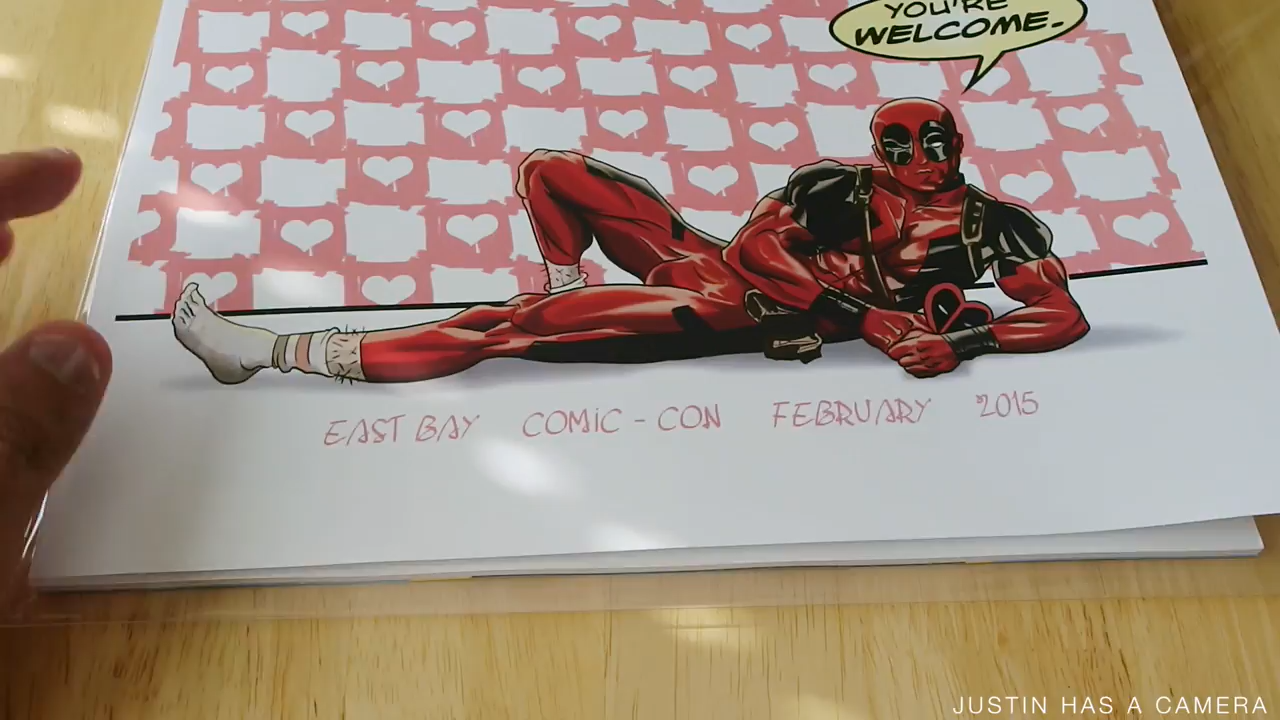 YOU'RE
WELCOME.
EAST BAY COMIC-CON FEBRUARY 2015
JUSTIN HAS A CAMERA